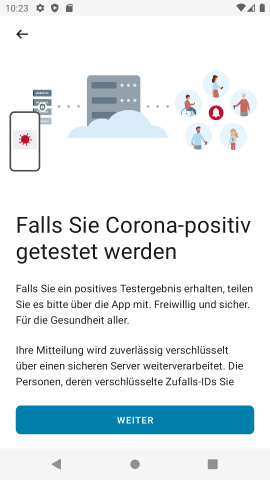 10:23
Falls Sie Corona-positiv
getestet werden
Falls Sie ein positives Testergebnis erhalten, teilen
Sie es bitte über die App mit. Freiwillig und sicher.
Für die Gesundheit aller.
Ihre Mitteilung wird zuverlässig verschlüsselt
über einen sicheren Server weiterverarbeitet. Die
Personen, deren verschlüsselte Zufalls-IDs Sie
WEITER